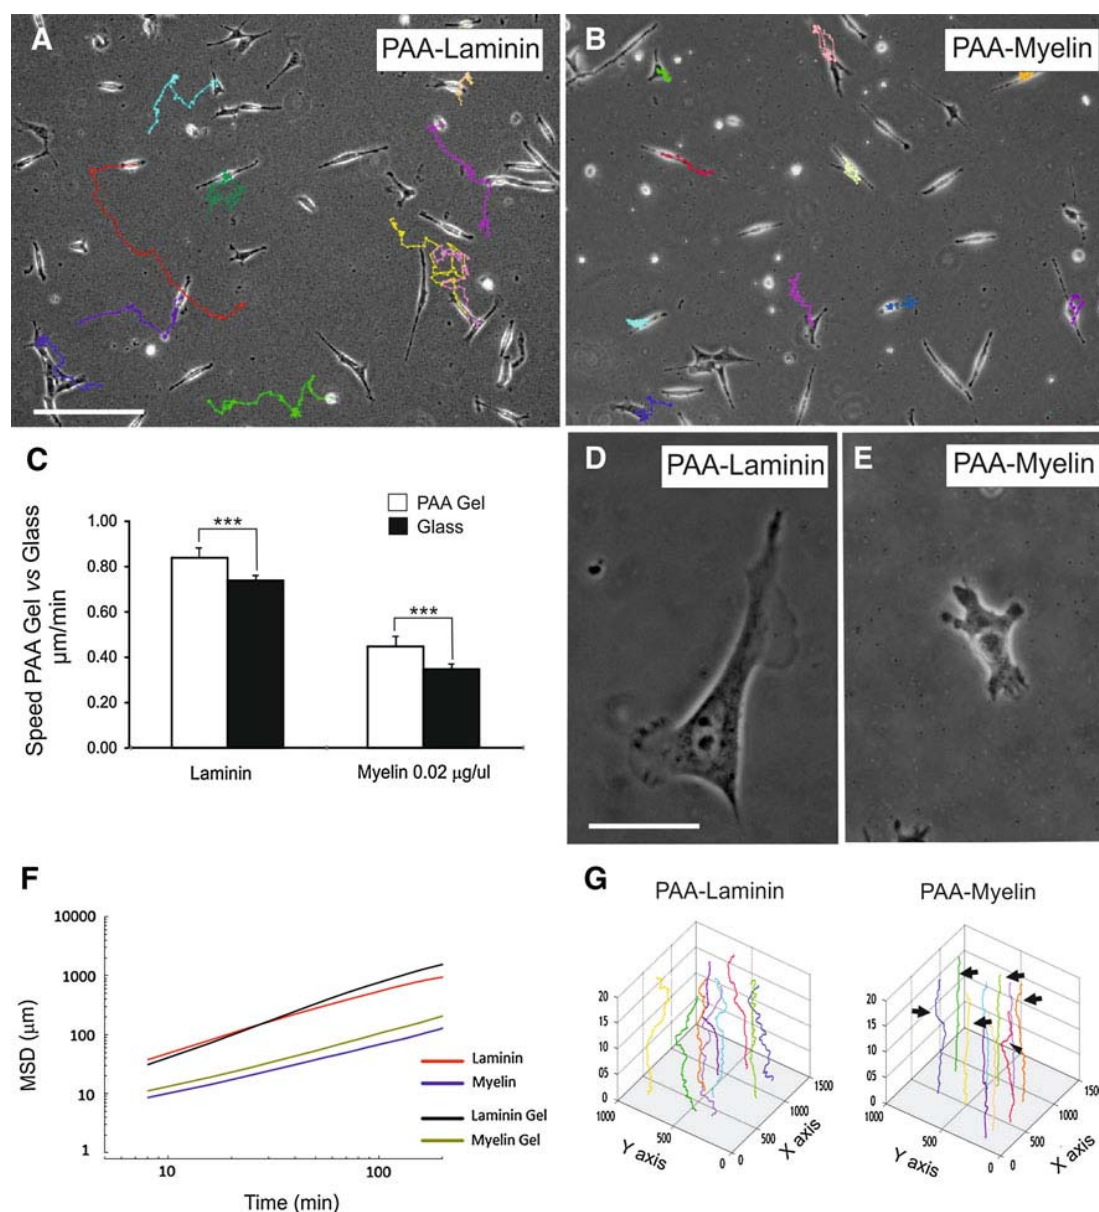 A
PAA-Laminin
B
PAA-Myelin
C
PAA Gel
Glass
Speed PAA Gel vs Glass
µm/min
1.00
0.80
0.60
0.40
0.20
0.00
***
***
Laminin
Myelin 0.02 µg/ul
D
PAA-Laminin
E
PAA-Myelin
F
MSD (µm)
10000
1000
100
10
1
10
100
Time (min)
Laminin
Myelin
Laminin Gel
Myelin Gel
G
PAA-Laminin
20
15
10
05
0
1000
500
0
0
500
1000
1500
Y axis
X axis
PAA-Myelin
20
15
10
05
0
1000
500
0
0
500
1000
150
Y axis
X axis